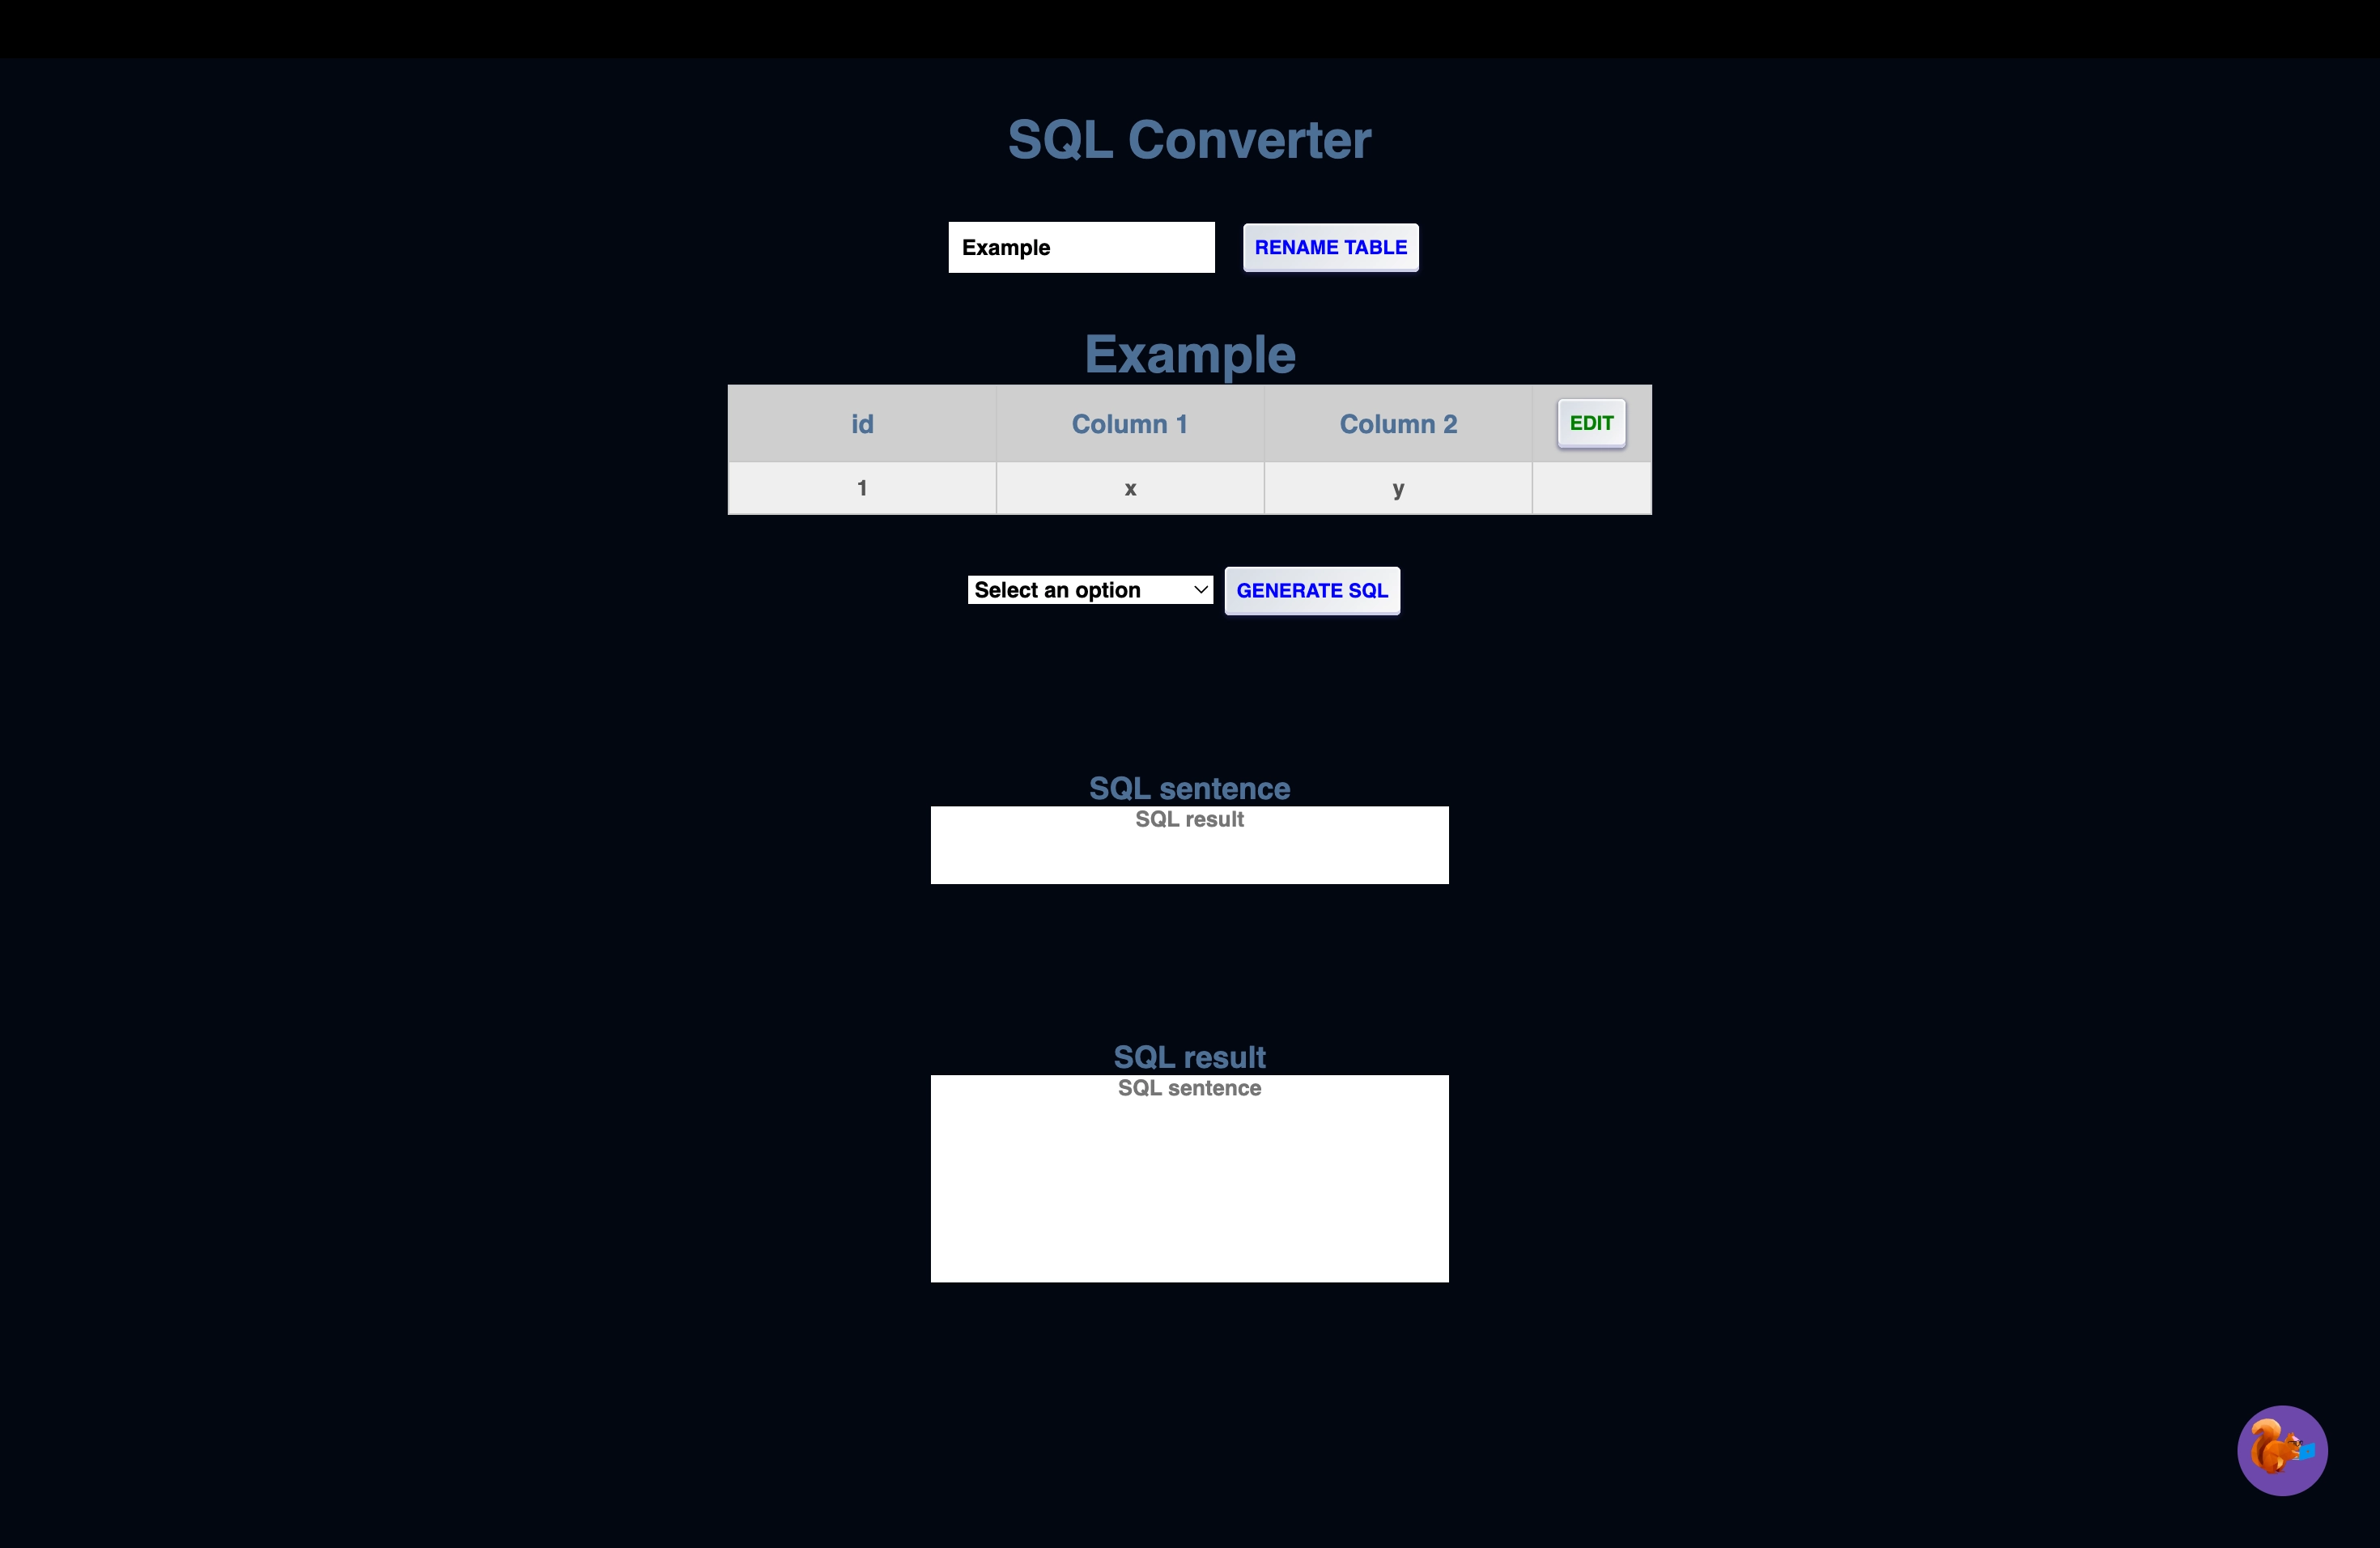 SQL Converter
Example
RENAME TABLE
Example
id Column 1 Column 2 EDIT
1 x y
Select an option
GENERATE SQL
SQL sentence
SQL result
SQL result
SQL sentence